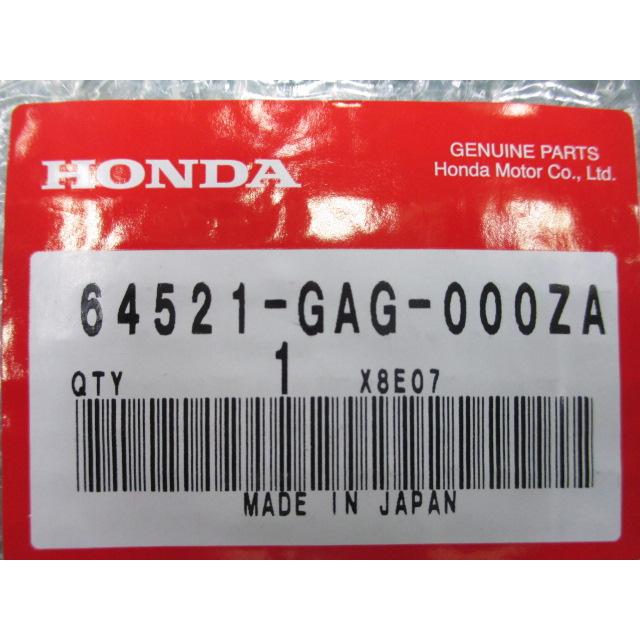 HONDA
GENUINE PARTS
Honda Motor Co., Ltd.
64521-GAG-000ZA
QTY 1 X8E07
MADE IN JAPAN